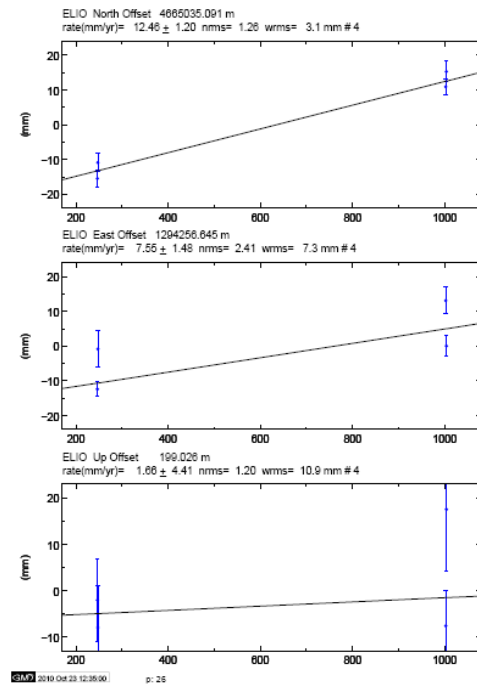 ELIO North Offset 4665035.091 m
rate(mm/yr)= 12.46 ± 1.20 nrms= 1.26 wrms= 3.1 mm # 4
20
10
0
−10
−20
(mm)
200 400 600 800 1000
ELIO East Offset 1294256.645 m
rate(mm/yr)= 7.55 ± 1.48 nrms= 2.41 wrms= 7.3 mm # 4
20
10
0
−10
−20
(mm)
200 400 600 800 1000
ELIO Up Offset 199.026 m
rate(mm/yr)= 1.66 ± 4.41 nrms= 1.20 wrms= 10.9 mm # 4
20
10
0
−10
(mm)
200 400 600 800 1000
GMD 2010 Oct 23 12:35:00 p: 26